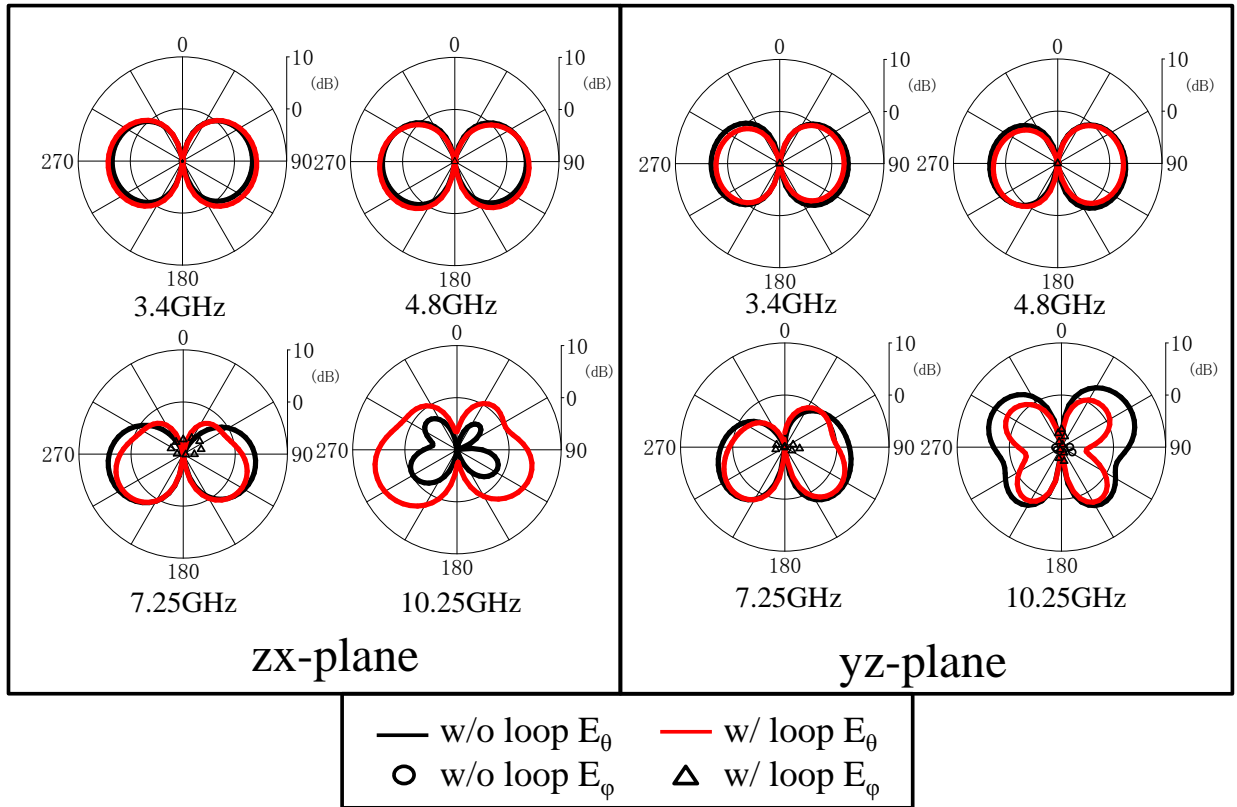 0
10
(dB)
0
270
90
180
3.4GHz
0
10
(dB)
0
270
90
180
4.8GHz
0
10
(dB)
0
270
90
180
7.25GHz
0
10
(dB)
0
270
90
180
10.25GHz
zx-plane
0
10
(dB)
0
270
90
180
3.4GHz
0
10
(dB)
0
270
90
180
4.8GHz
0
10
(dB)
0
270
90
180
7.25GHz
0
10
(dB)
0
270
90
180
10.25GHz
yz-plane
w/o loop Eθ
w/ loop Eθ
w/o loop Eφ
w/ loop Eφ